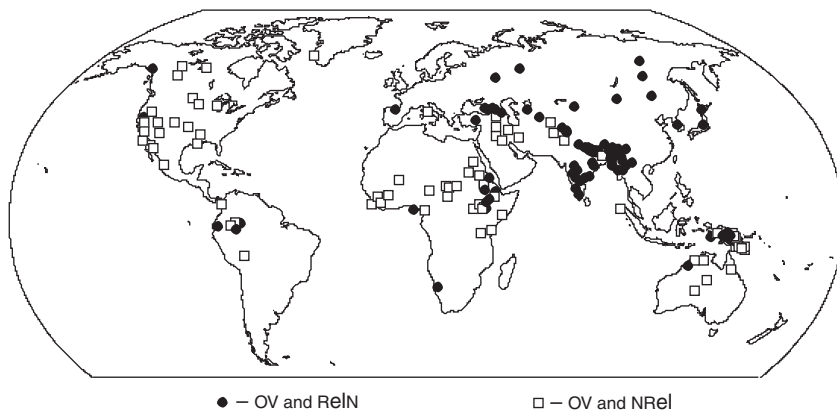 ● – OV and RelN □ – OV and NRel